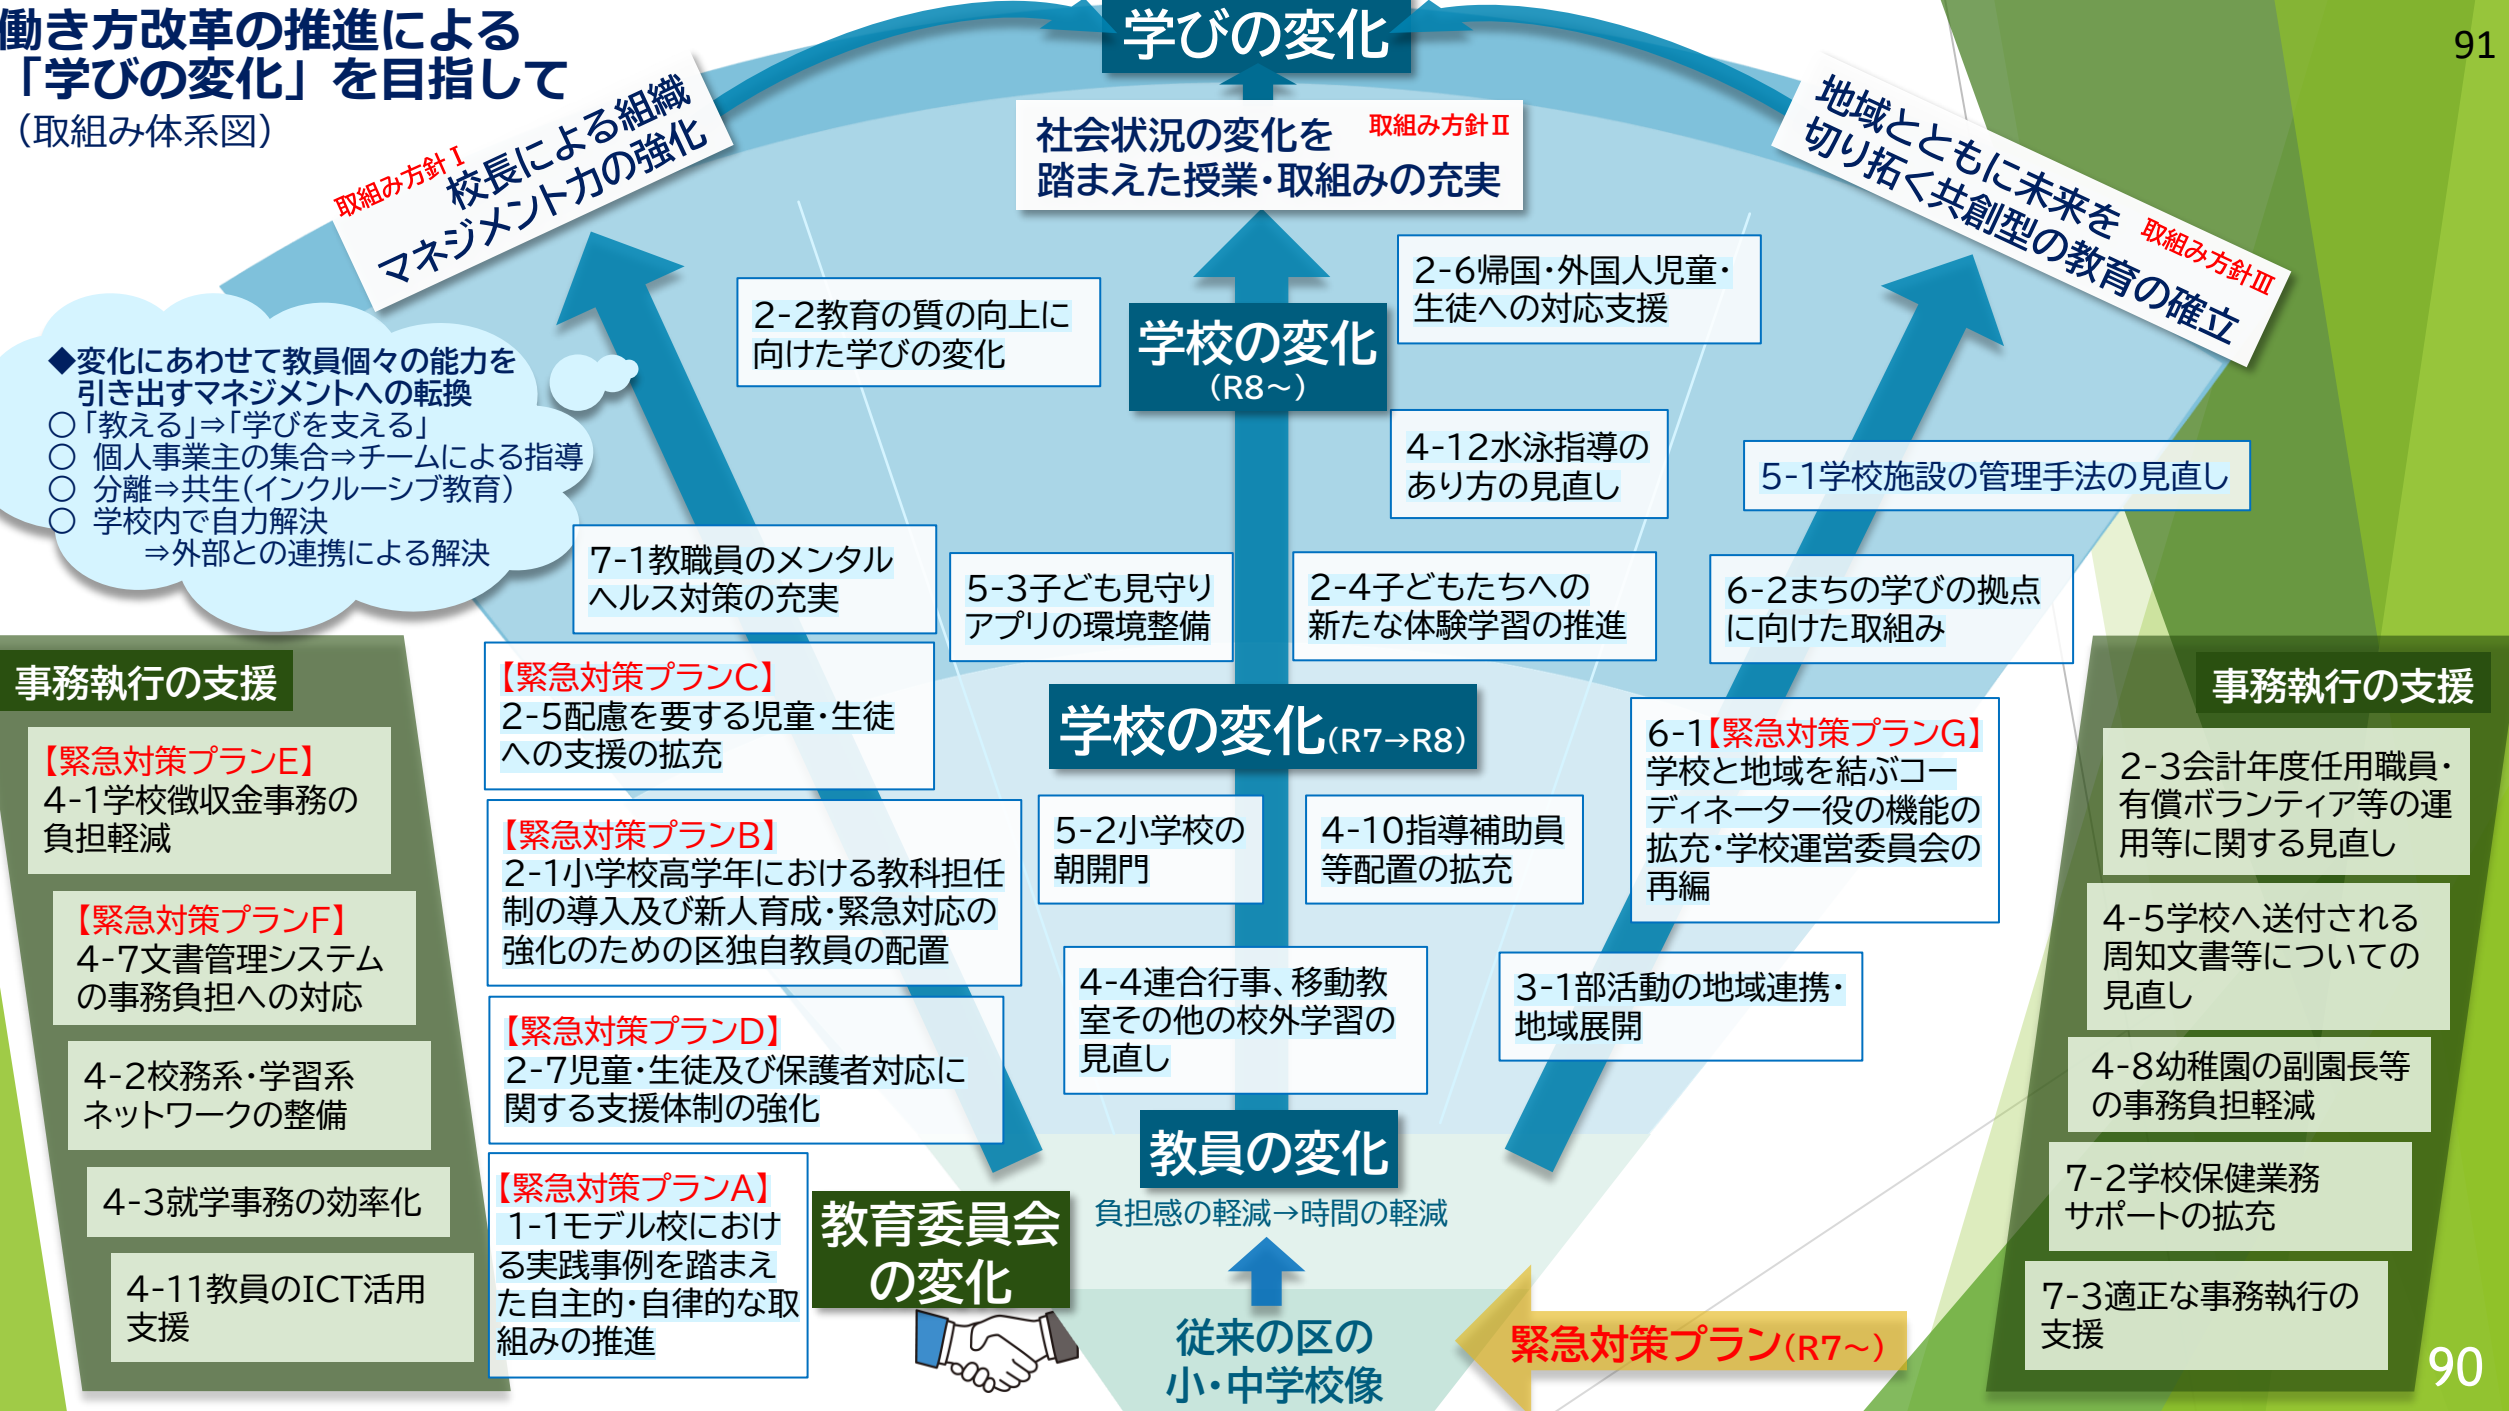 働き方改革の推進による
「学びの変化」を目指して
（取組み体系図）
91
学びの変化
取組み方針Ⅰ
校長による組織
マネジメント力の強化
社会状況の変化を
取組み方針Ⅱ
踏まえた授業・取組みの充実
地域とともに未来を
切り拓く共創型の教育の確立
取組み方針Ⅲ
◆変化にあわせて教員個々の能力を
引き出すマネジメントへの転換
○「教える」⇒「学びを支える」
○ 個人事業主の集合⇒チームによる指導
○ 分離⇒共生（インクルーシブ教育）
○ 学校内で自力解決
⇒外部との連携による解決
2-2教育の質の向上に
向けた学びの変化
学校の変化
（R8～）
2-6帰国・外国人児童・
生徒への対応支援
4-12水泳指導の
あり方の見直し
5-1学校施設の管理手法の見直し
7-1教職員のメンタル
ヘルス対策の充実
5-3子ども見守り
アプリの環境整備
2-4子どもたちへの
新たな体験学習の推進
6-2まちの学びの拠点
に向けた取組み
【緊急対策プランC】
2-5配慮を要する児童・生徒
への支援の拡充
学校の変化（R7→R8）
6-1【緊急対策プランG】
学校と地域を結ぶコー
ディネーター役の機能の
拡充・学校運営委員会の
再編
【緊急対策プランB】
2-1小学校高学年における教科担任
制の導入及び新人育成・緊急対応の
強化のための区独自教員の配置
5-2小学校の
朝開門
4-10指導補助員
等配置の拡充
【緊急対策プランD】
2-7児童・生徒及び保護者対応に
関する支援体制の強化
4-4連合行事、移動教
室その他の校外学習の
見直し
3-1部活動の地域連携・
地域展開
【緊急対策プランA】
1-1モデル校におけ
る実践事例を踏まえ
た自主的・自律的な取
組みの推進
教員の変化
負担感の軽減→時間の軽減
教育委員会
の変化
従来の区の
小・中学校像
緊急対策プラン（R7～）
事務執行の支援
【緊急対策プランE】
4-1学校徴収金事務の
負担軽減
【緊急対策プランF】
4-7文書管理システム
の事務負担への対応
4-2校務系・学習系
ネットワークの整備
4-3就学事務の効率化
4-11教員のICT活用
支援
事務執行の支援
2-3会計年度任用職員・
有償ボランティア等の運
用等に関する見直し
4-5学校へ送付される
周知文書等についての
見直し
4-8幼稚園の副園長等
の事務負担軽減
7-2学校保健業務
サポートの拡充
7-3適正な事務執行の
支援
90